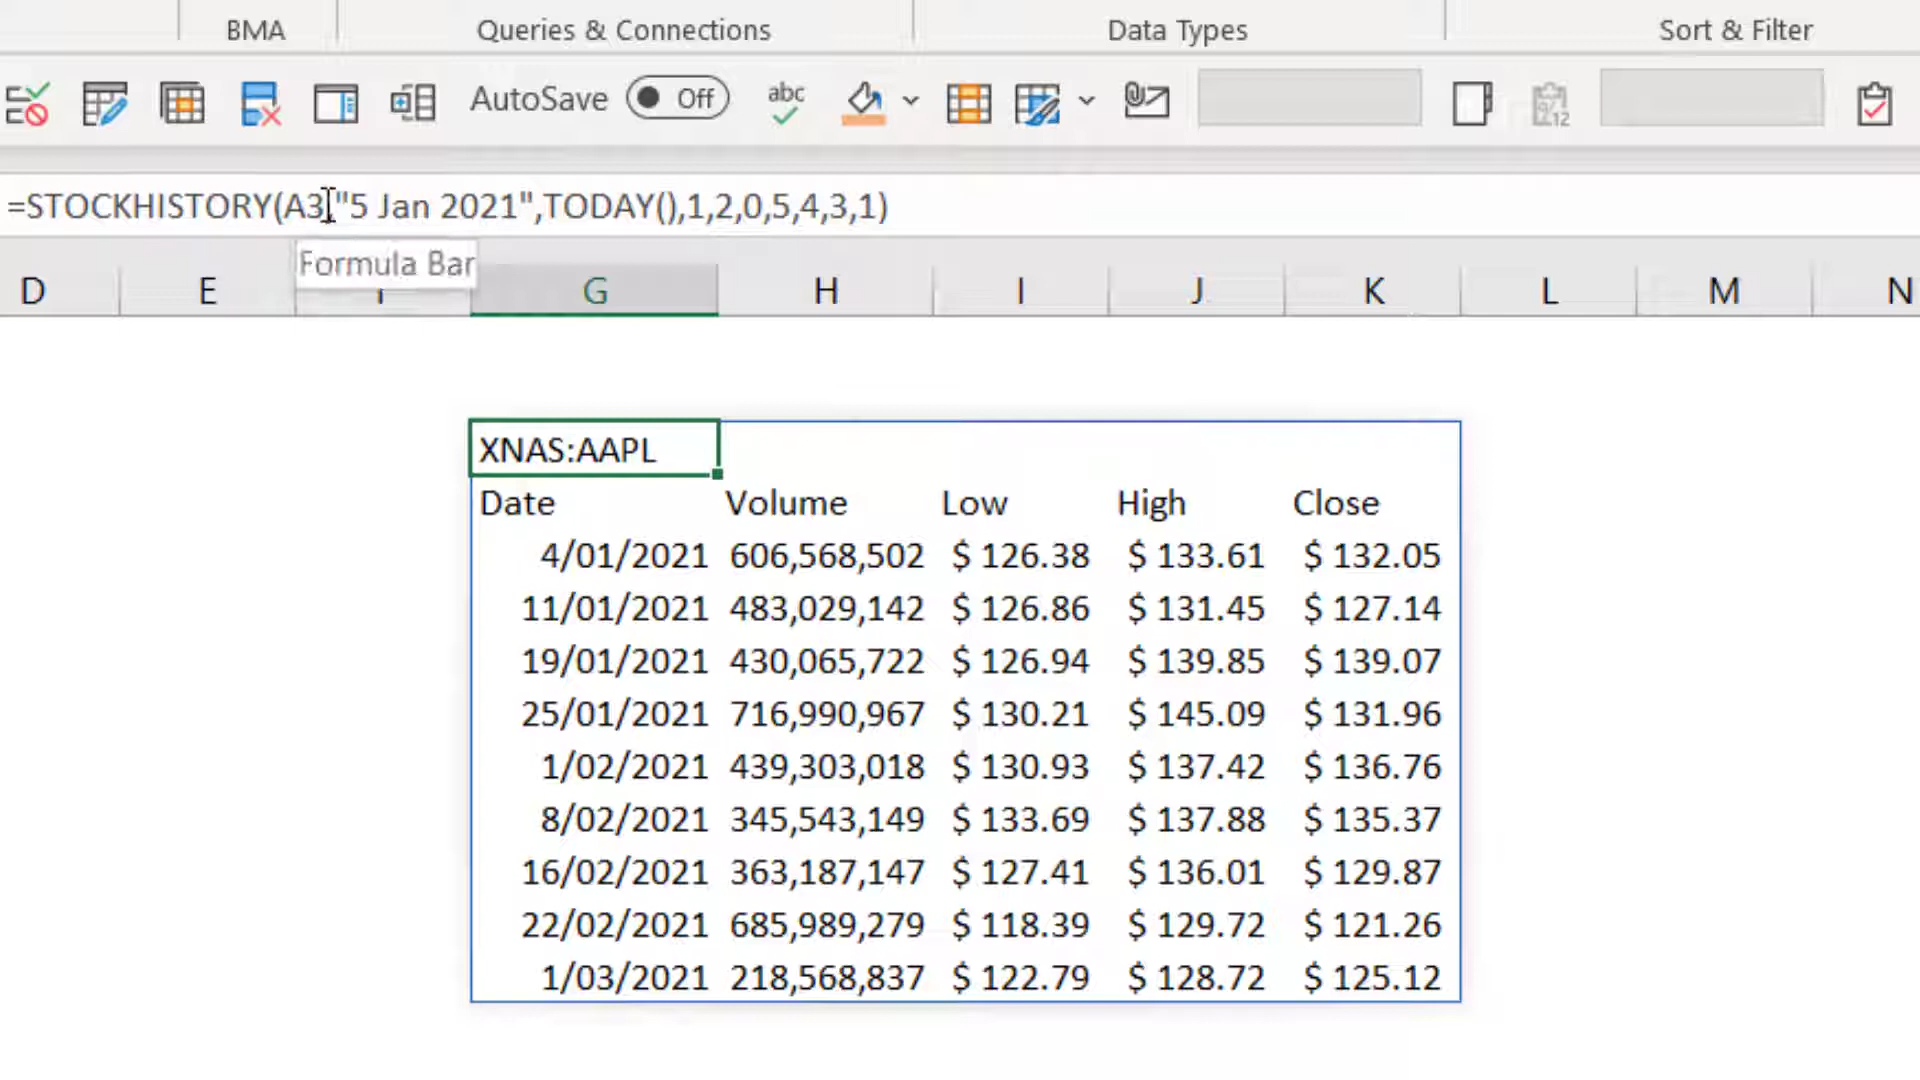 BMA Queries & Connections Data Types Sort & Filter
AutoSave Off abc
=STOCKHISTORY(A3,"5 Jan 2021",TODAY(),1,2,0,5,4,3,1)
Formula Bar
D E G H I J K L M N
XNAS:AAPL
Date Volume Low High Close
4/01/2021 606,568,502 $ 126.38 $ 133.61 $ 132.05
11/01/2021 483,029,142 $ 126.86 $ 131.45 $ 127.14
19/01/2021 430,065,722 $ 126.94 $ 139.85 $ 139.07
25/01/2021 716,990,967 $ 130.21 $ 145.09 $ 131.96
1/02/2021 439,303,018 $ 130.93 $ 137.42 $ 136.76
8/02/2021 345,543,149 $ 133.69 $ 137.88 $ 135.37
16/02/2021 363,187,147 $ 127.41 $ 136.01 $ 129.87
22/02/2021 685,989,279 $ 118.39 $ 129.72 $ 121.26
1/03/2021 218,568,837 $ 122.79 $ 128.72 $ 125.12